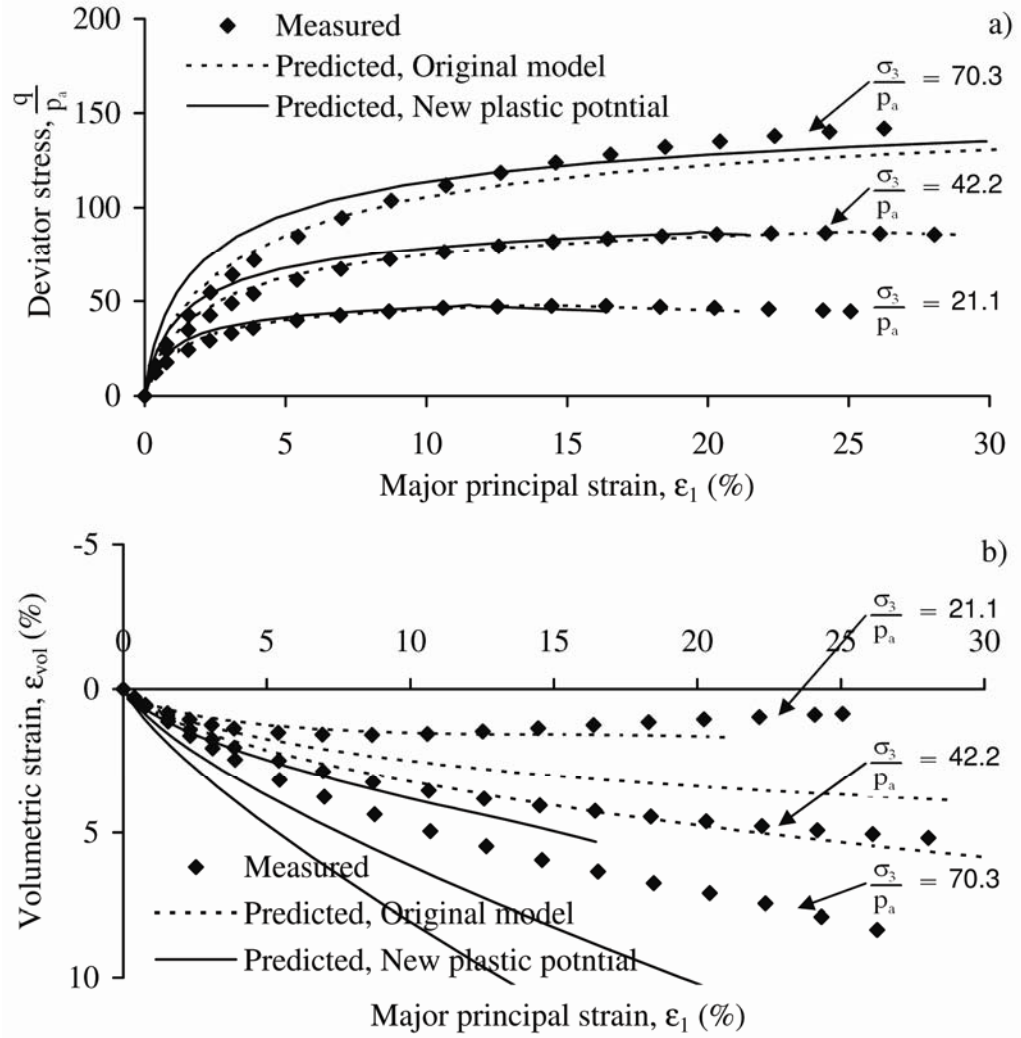 200
a)
Measured
Predicted, Original model
Predicted, New plastic potntial
σ3/pa = 70.3
150
Deviator stress, q/pa
σ3/pa = 42.2
100
σ3/pa = 21.1
50
0
0 5 10 15 20 25 30
Major principal strain, ε1 (%)
-5
b)
σ3/pa = 21.1
0 5 10 15 20 25 30
0
Volumetric strain, εvol (%)
σ3/pa = 42.2
5
Measured
σ3/pa = 70.3
Predicted, Original model
Predicted, New plastic potntial
10
Major principal strain, ε1 (%)